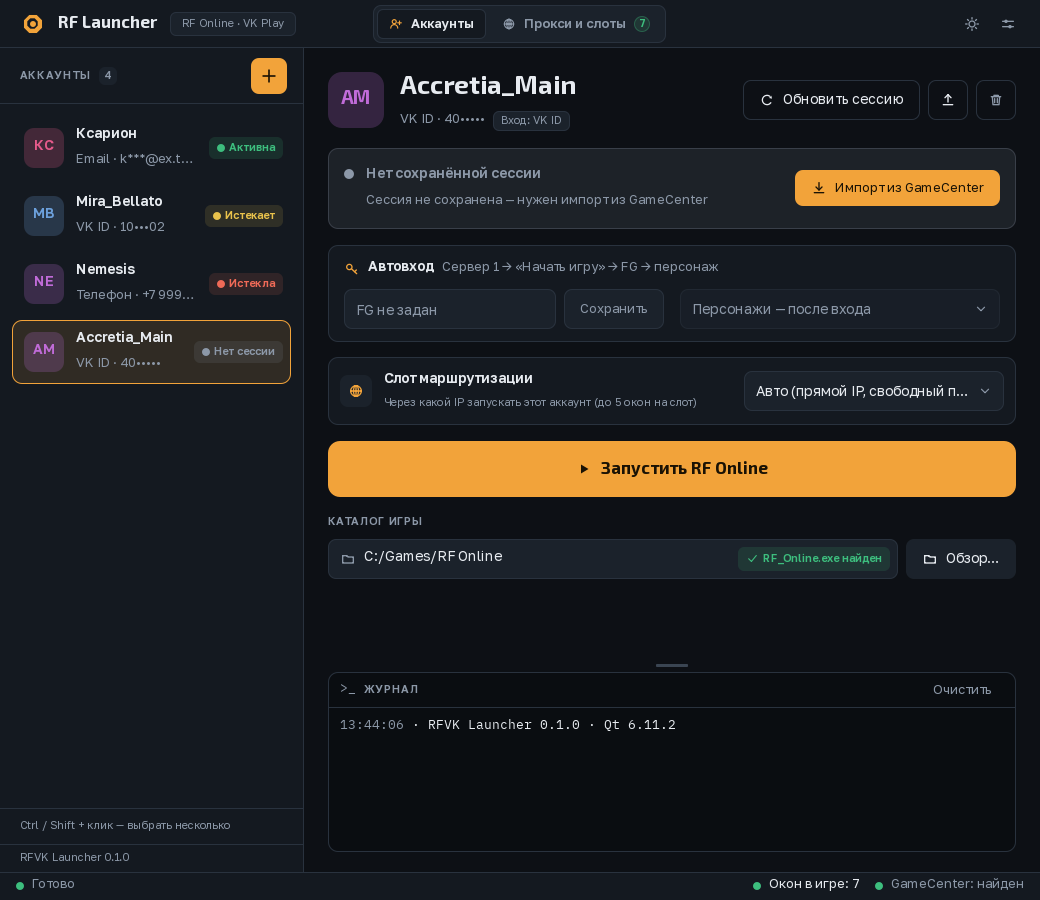 RF Launcher
RF Online · VK Play
Аккаунты
Прокси и слоты 7
АККАУНТЫ 4
+
КС
Ксарион
Email · k***@ex.t…
Активна
MB
Mira_Bellato
VK ID · 10•••02
Истекает
NE
Nemesis
Телефон · +7 999…
Истекла
AM
Accretia_Main
VK ID · 40•••••
Нет сессии
Ctrl / Shift + клик — выбрать несколько
RFVK Launcher 0.1.0
AM
Accretia_Main
VK ID · 40•••••
Вход: VK ID
Обновить сессию
Нет сохранённой сессии
Сессия не сохранена — нужен импорт из GameCenter
Импорт из GameCenter
Автовход Сервер 1 → «Начать игру» → FG → персонаж
FG не задан
Сохранить
Персонажи — после входа
Слот маршрутизации
Через какой IP запускать этот аккаунт (до 5 окон на слот)
Авто (прямой IP, свободный п…
Запустить RF Online
КАТАЛОГ ИГРЫ
C:/Games/RF Online
RF_Online.exe найден
Обзор…
>_ ЖУРНАЛ
Очистить
13:44:06 · RFVK Launcher 0.1.0 · Qt 6.11.2
Готово
Окон в игре: 7
GameCenter: найден